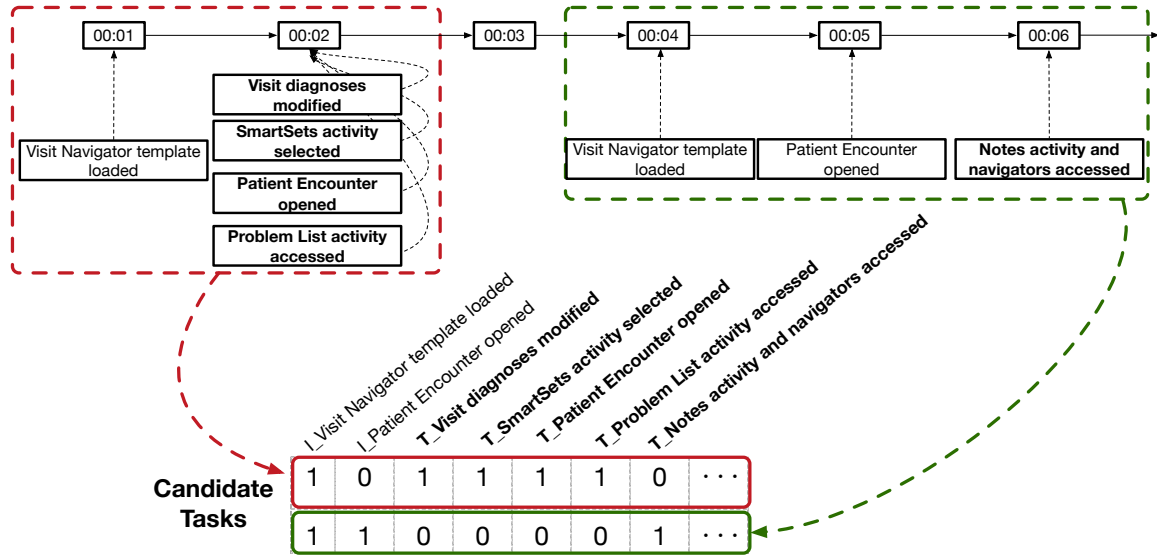 00:01
00:02
00:03
00:04
00:05
00:06
Visit diagnoses
modified
SmartSets activity
selected
Visit Navigator template
loaded
Patient Encounter
opened
Problem List activity
accessed
Visit Navigator template
loaded
Patient Encounter
opened
Notes activity and
navigators accessed
I_Visit Navigator template loaded
I_Patient Encounter opened
T_Visit diagnoses modified
T_SmartSets activity selected
T_Patient Encounter opened
T_Problem List activity accessed
T_Notes activity and navigators accessed
Candidate
Tasks
1 0 1 1 1 1 0 ···
1 1 0 0 0 0 1 ···